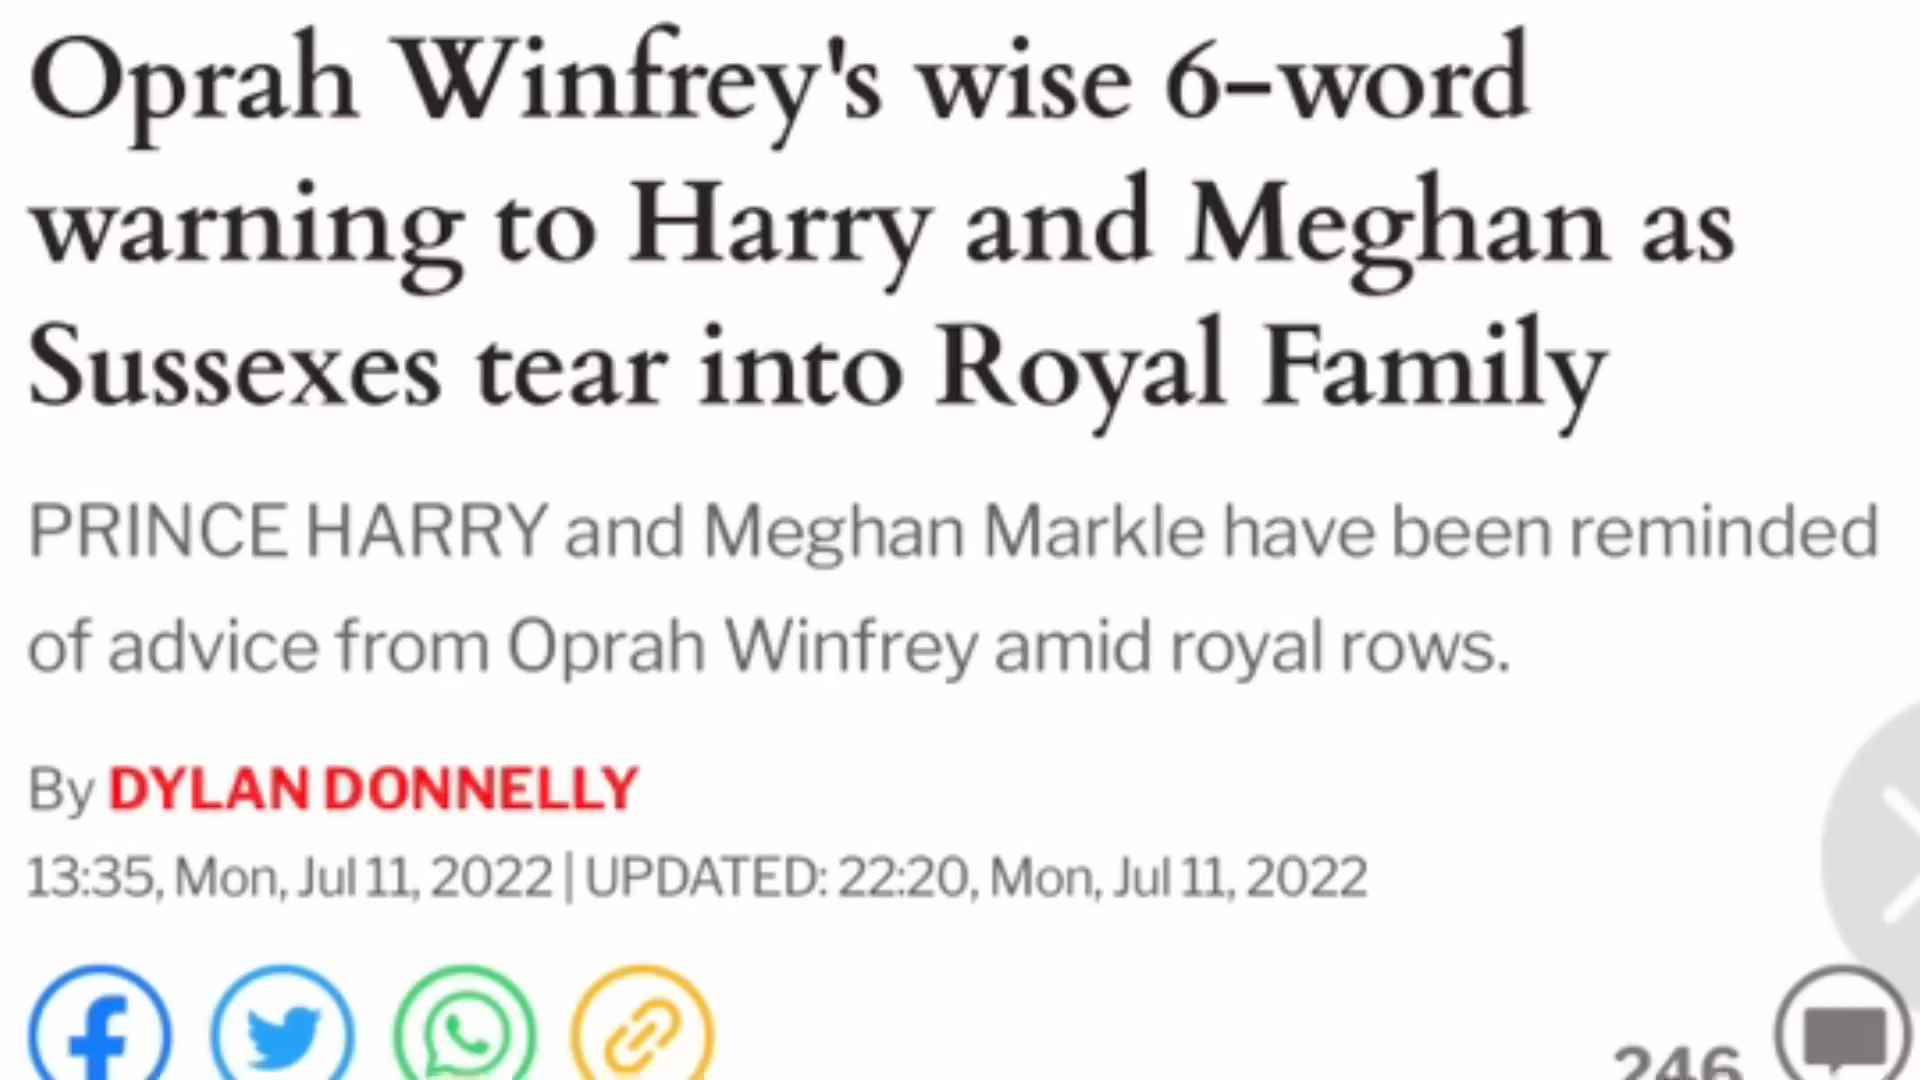 Oprah Winfrey's wise 6-word
warning to Harry and Meghan as
Sussexes tear into Royal Family
PRINCE HARRY and Meghan Markle have been reminded
of advice from Oprah Winfrey amid royal rows.
By DYLAN DONNELLY
13:35, Mon, Jul 11, 2022 | UPDATED: 22:20, Mon, Jul 11, 2022
246